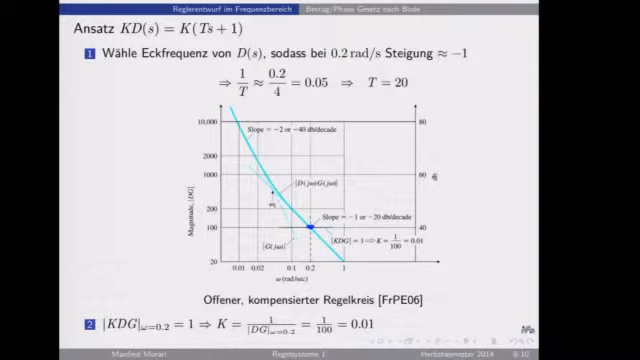 Reglerentwurf im Frequenzbereich Betrag/Phase Gesetz nach Bode
Ansatz KD(s) = K(Ts + 1)
1 Wähle Eckfrequenz von D(s), sodass bei 0.2 rad/s Steigung ≈ −1
⇒ 1/T ≈ 0.2/4 = 0.05 ⇒ T = 20
10,000
2000
1000
200
100
20
Magnitude, |DG|
Slope = −2 or −40 db/decade
|D(jω)G(jω)|
ω₁
Slope = −1 or −20 db/decade
|KDG| = 1 ⇒ K = 1/100 = 0.01
|G(jω)|
80
60
40
db
0.01 0.02 0.1 0.2 1
ω (rad/sec)
Offener, kompensierter Regelkreis [FrPE06]
2 |KDG|ω=0.2 = 1 ⇒ K = 1/|DG|ω=0.2 = 1/100 = 0.01
Manfred Morari Regelsysteme 1 Herbstsemester 2014 9-10